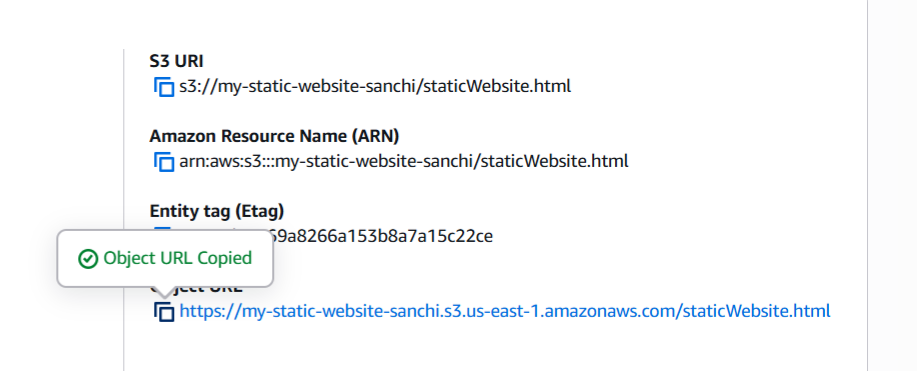 S3 URI
s3://my-static-website-sanchi/staticWebsite.html
Amazon Resource Name (ARN)
arn:aws:s3:::my-static-website-sanchi/staticWebsite.html
Entity tag (Etag)
69a8266a153b8a7a15c22ce
Object URL Copied
Object URL
https://my-static-website-sanchi.s3.us-east-1.amazonaws.com/staticWebsite.html